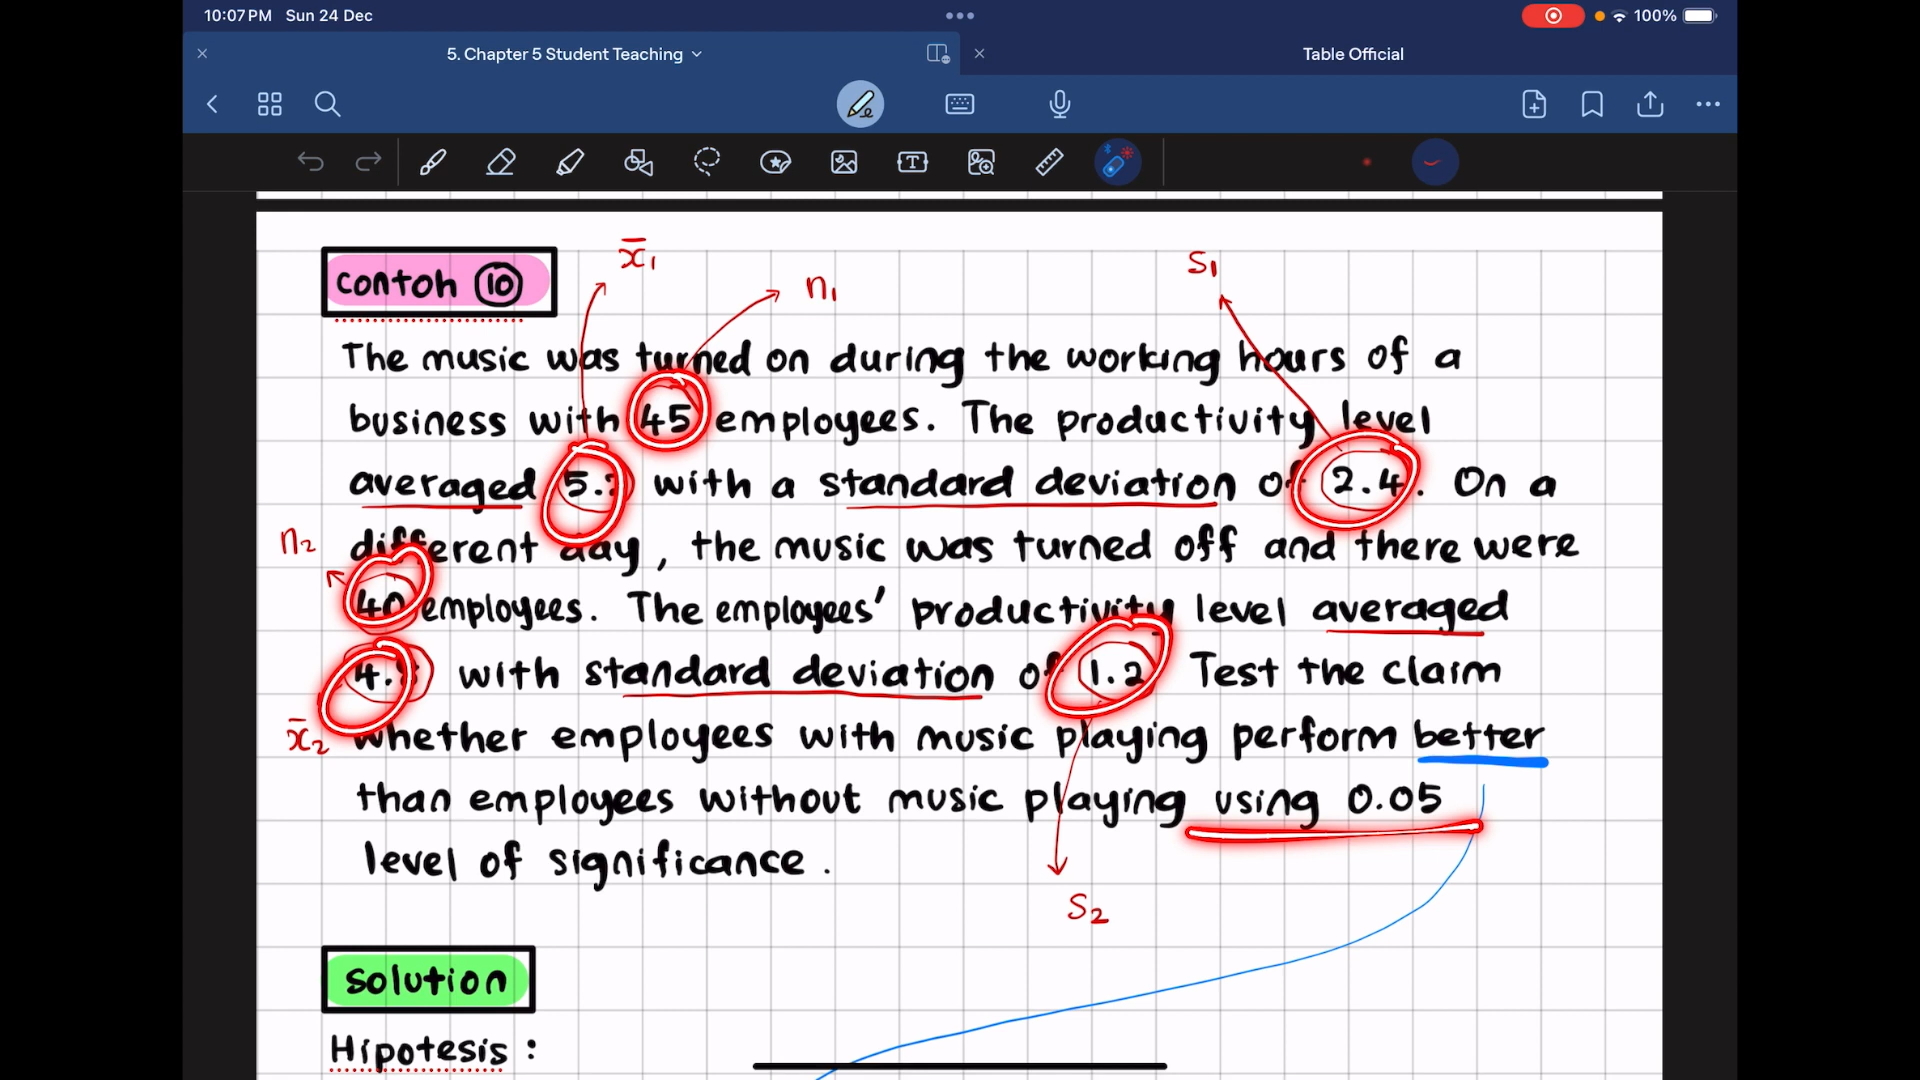 10:07 PM Sun 24 Dec
100%
5. Chapter 5 Student Teaching
Table Official
contoh 10
x̄1
n1
S1
The music was turned on during the working hours of a
business with 45 employees. The productivity level
averaged 5. with a standard deviation of 2.4. On a
n2
different day, the music was turned off and there were
40 employees. The employees' productivity level averaged
4.8 with standard deviation of 1.2 Test the claim
x̄2
whether employees with music playing perform better
than employees without music playing using 0.05
level of significance.
S2
Solution
Hipotesis :